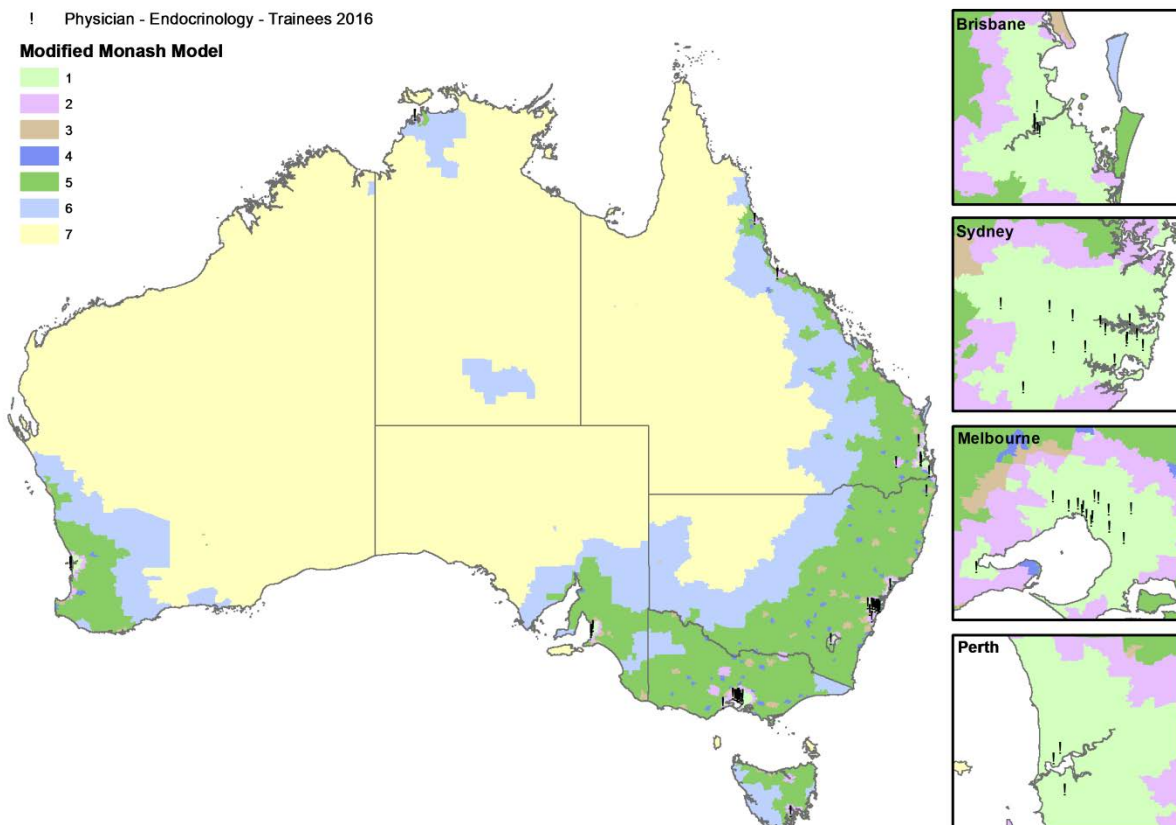 ! Physician - Endocrinology - Trainees 2016
Modified Monash Model
1
2
3
4
5
6
7
Brisbane
Sydney
Melbourne
Perth